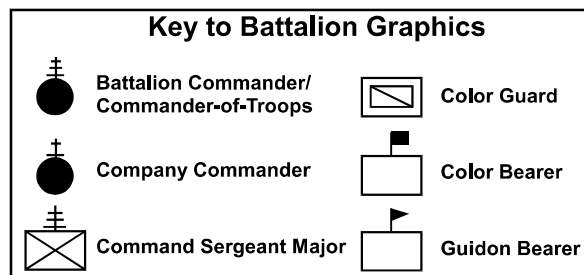 Key to Battalion Graphics
Battalion Commander/
Commander-of-Troops
Color Guard
Company Commander
Color Bearer
Command Sergeant Major
Guidon Bearer